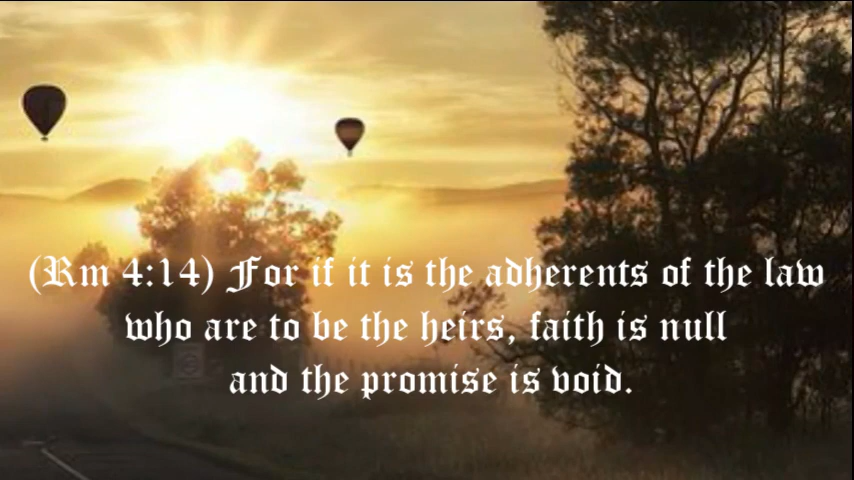 (Rm 4:14) For if it is the adherents of the law
who are to be the heirs, faith is null
and the promise is void.